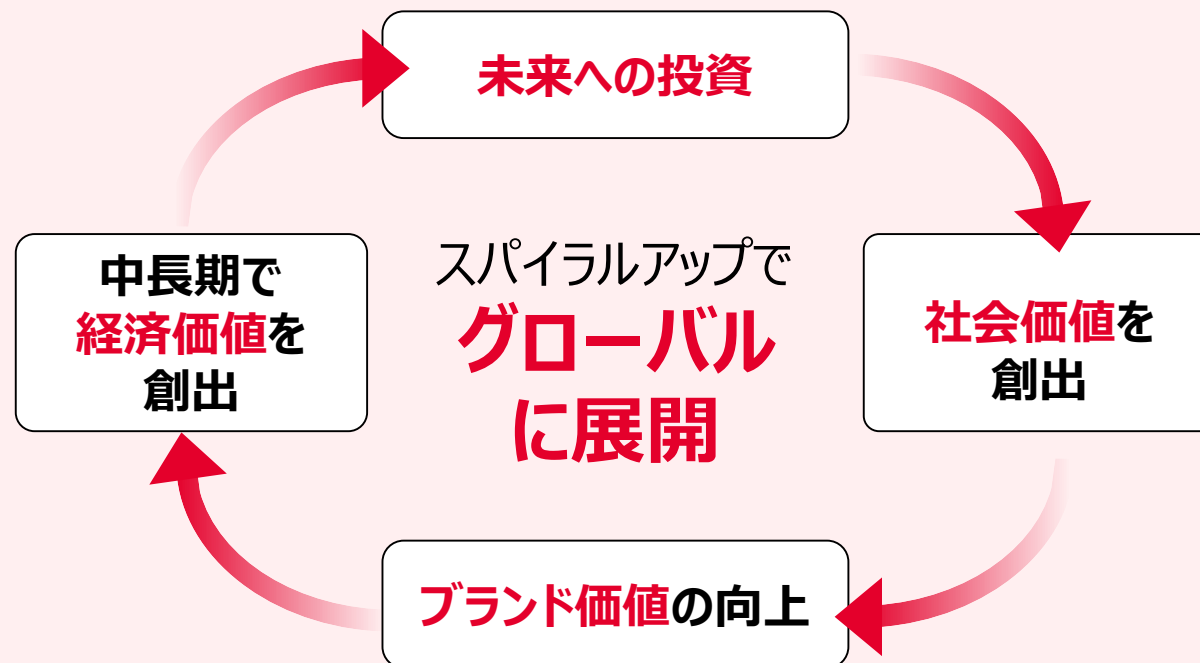 未来への投資
中長期で
経済価値を
創出
スパイラルアップで
グローバル
に展開
社会価値を
創出
ブランド価値の向上